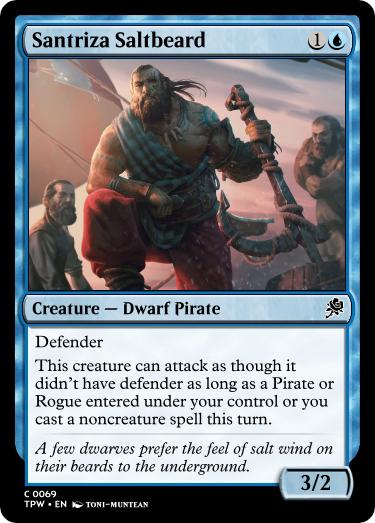 Santriza Saltbeard 1
Creature — Dwarf Pirate
Defender
This creature can attack as though it
didn't have defender as long as a Pirate or
Rogue entered under your control or you
cast a noncreature spell this turn.
A few dwarves prefer the feel of salt wind on
their beards to the underground.
3/2
C 0069
TPW • EN TONI-MUNTEAN